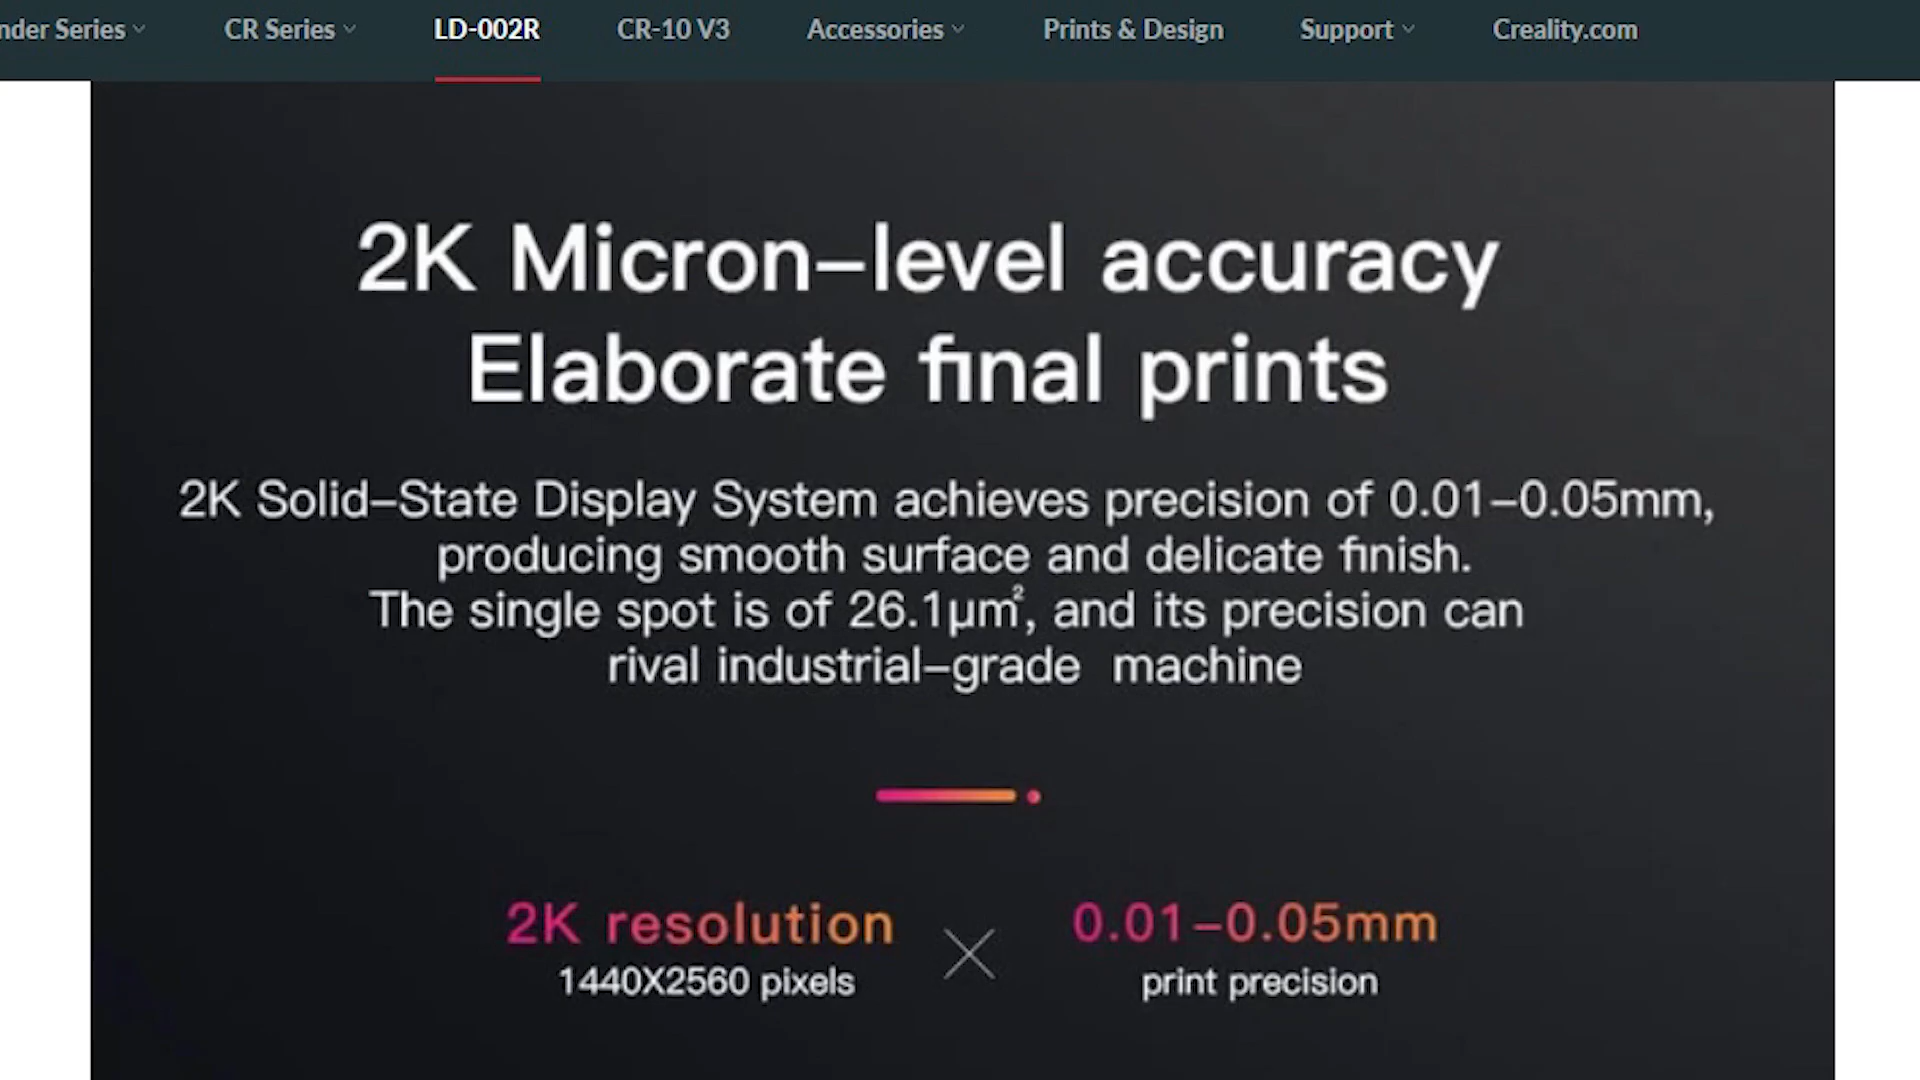 nder Series CR Series LD-002R CR-10 V3 Accessories Prints & Design Support Creality.com
2K Micron-level accuracy
Elaborate final prints
2K Solid-State Display System achieves precision of 0.01-0.05mm,
producing smooth surface and delicate finish.
The single spot is of 26.1μm², and its precision can
rival industrial-grade machine
2K resolution 0.01-0.05mm
1440X2560 pixels print precision